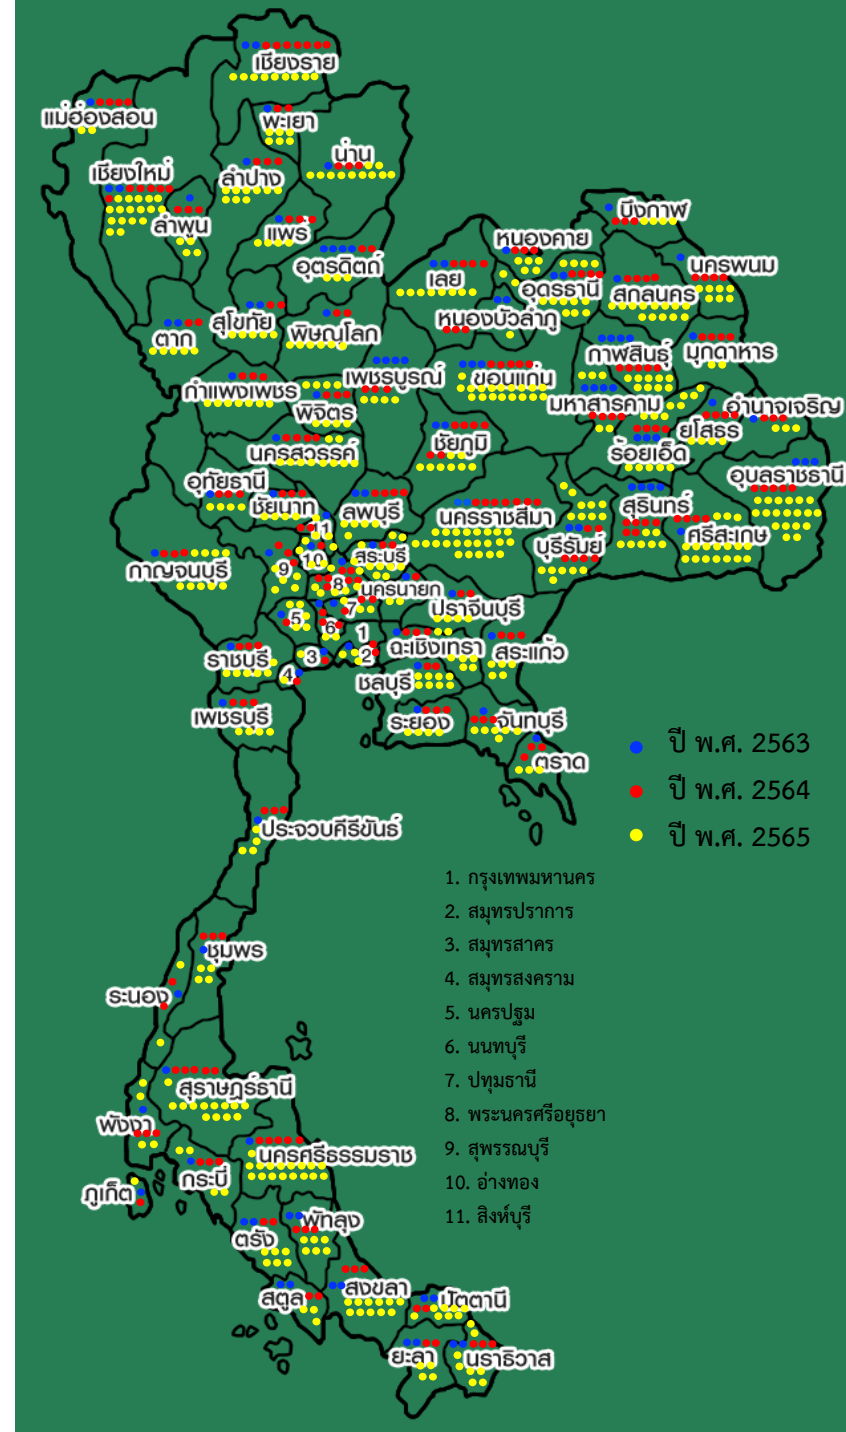 เชียงราย
แม่ฮ่องสอน
พะเยา
น่าน
เชียงใหม่
ลำปาง
ลำพูน
แพร่
บึงกาฬ
หนองคาย
นครพนม
อุตรดิตถ์
เลย
อุดรธานี
สกลนคร
สุโขทัย
หนองบัวลำภู
ตาก
พิษณุโลก
กาฬสินธุ์
มุกดาหาร
เพชรบูรณ์
ขอนแก่น
กำแพงเพชร
พิจิตร
มหาสารคาม
อำนาจเจริญ
ยโสธร
ชัยภูมิ
นครสวรรค์
ร้อยเอ็ด
อุทัยธานี
อุบลราชธานี
ชัยนาท
ลพบุรี
นครราชสีมา
สุรินทร์
11
ศรีสะเกษ
บุรีรัมย์
10
สระบุรี
กาญจนบุรี
9
8
นครนายก
7
ปราจีนบุรี
5
6
1
ฉะเชิงเทรา
สระแก้ว
ราชบุรี
3
2
4
ชลบุรี
เพชรบุรี
ระยอง
จันทบุรี
ตราด
ปี พ.ศ. 2563
ปี พ.ศ. 2564
ปี พ.ศ. 2565
ประจวบคีรีขันธ์
1. กรุงเทพมหานคร
2. สมุทรปราการ
3. สมุทรสาคร
4. สมุทรสงคราม
5. นครปฐม
6. นนทบุรี
7. ปทุมธานี
8. พระนครศรีอยุธยา
9. สุพรรณบุรี
10. อ่างทอง
11. สิงห์บุรี
ชุมพร
ระนอง
สุราษฎร์ธานี
พังงา
นครศรีธรรมราช
กระบี่
ภูเก็ต
พัทลุง
ตรัง
สงขลา
สตูล
ปัตตานี
ยะลา
นราธิวาส